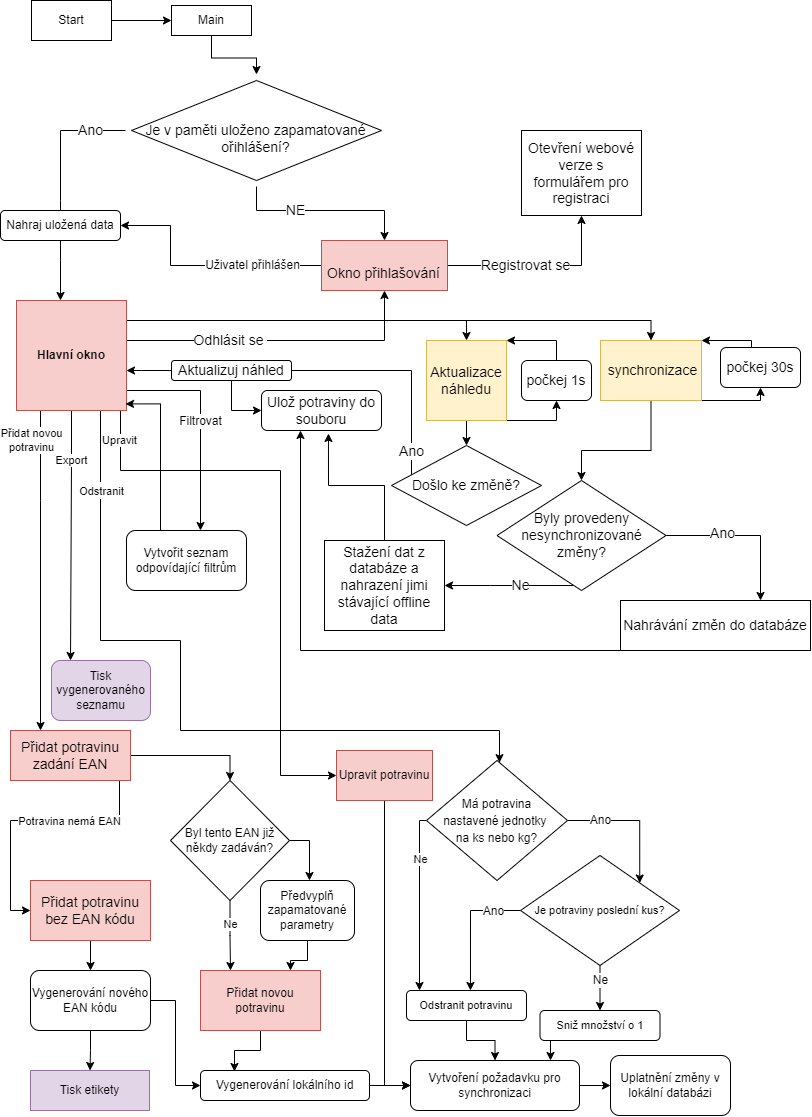 Start
Main
Je v paměti uloženo zapamatované
ořihlášení?
Ano
NE
Otevření webové
verze s
formulářem pro
registraci
Nahraj uložená data
Uživatel přihlášen
Okno přihlašování
Registrovat se
Hlavní okno
Odhlásit se
Aktualizuj náhled
Aktualizace
náhledu
počkej 1s
synchronizace
počkej 30s
Ulož potraviny do
souboru
Filtrovat
Přidat novou
potravinu
Upravit
Export
Odstranit
Ano
Došlo ke změně?
Byly provedeny
nesynchronizované
změny?
Ano
Ne
Vytvořit seznam
odpovídající filtrům
Stažení dat z
databáze a
nahrazení jimi
stávající offline
data
Nahrávání změn do databáze
Tisk
vygenerovaného
seznamu
Přidat potravinu
zadání EAN
Upravit potravinu
Potravina nemá EAN
Byl tento EAN již
někdy zadáván?
Má potravina
nastavené jednotky
na ks nebo kg?
Ano
Ne
Přidat potravinu
bez EAN kódu
Předvyplň
zapamatované
parametry
Ne
Ano
Je potraviny poslední kus?
Ne
Vygenerování nového
EAN kódu
Přidat novou
potravinu
Odstranit potravinu
Sniž množství o 1
Tisk etikety
Vygenerování lokálního id
Vytvoření požadavku pro
synchronizaci
Uplatnění změny v
lokální databázi